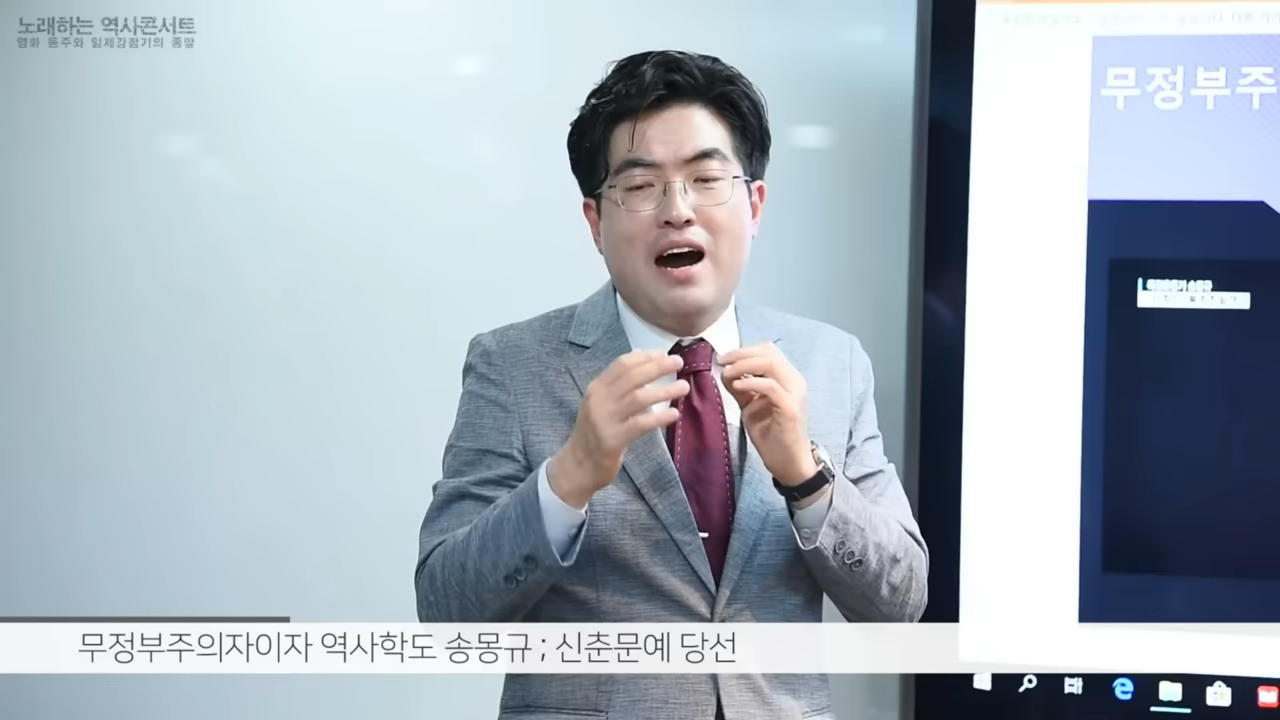 노래하는 역사콘서트
영화 동주와 일제강점기의 종말
무정부주
무정부주의자이자 역사학도 송몽규 ; 신춘문예 당선